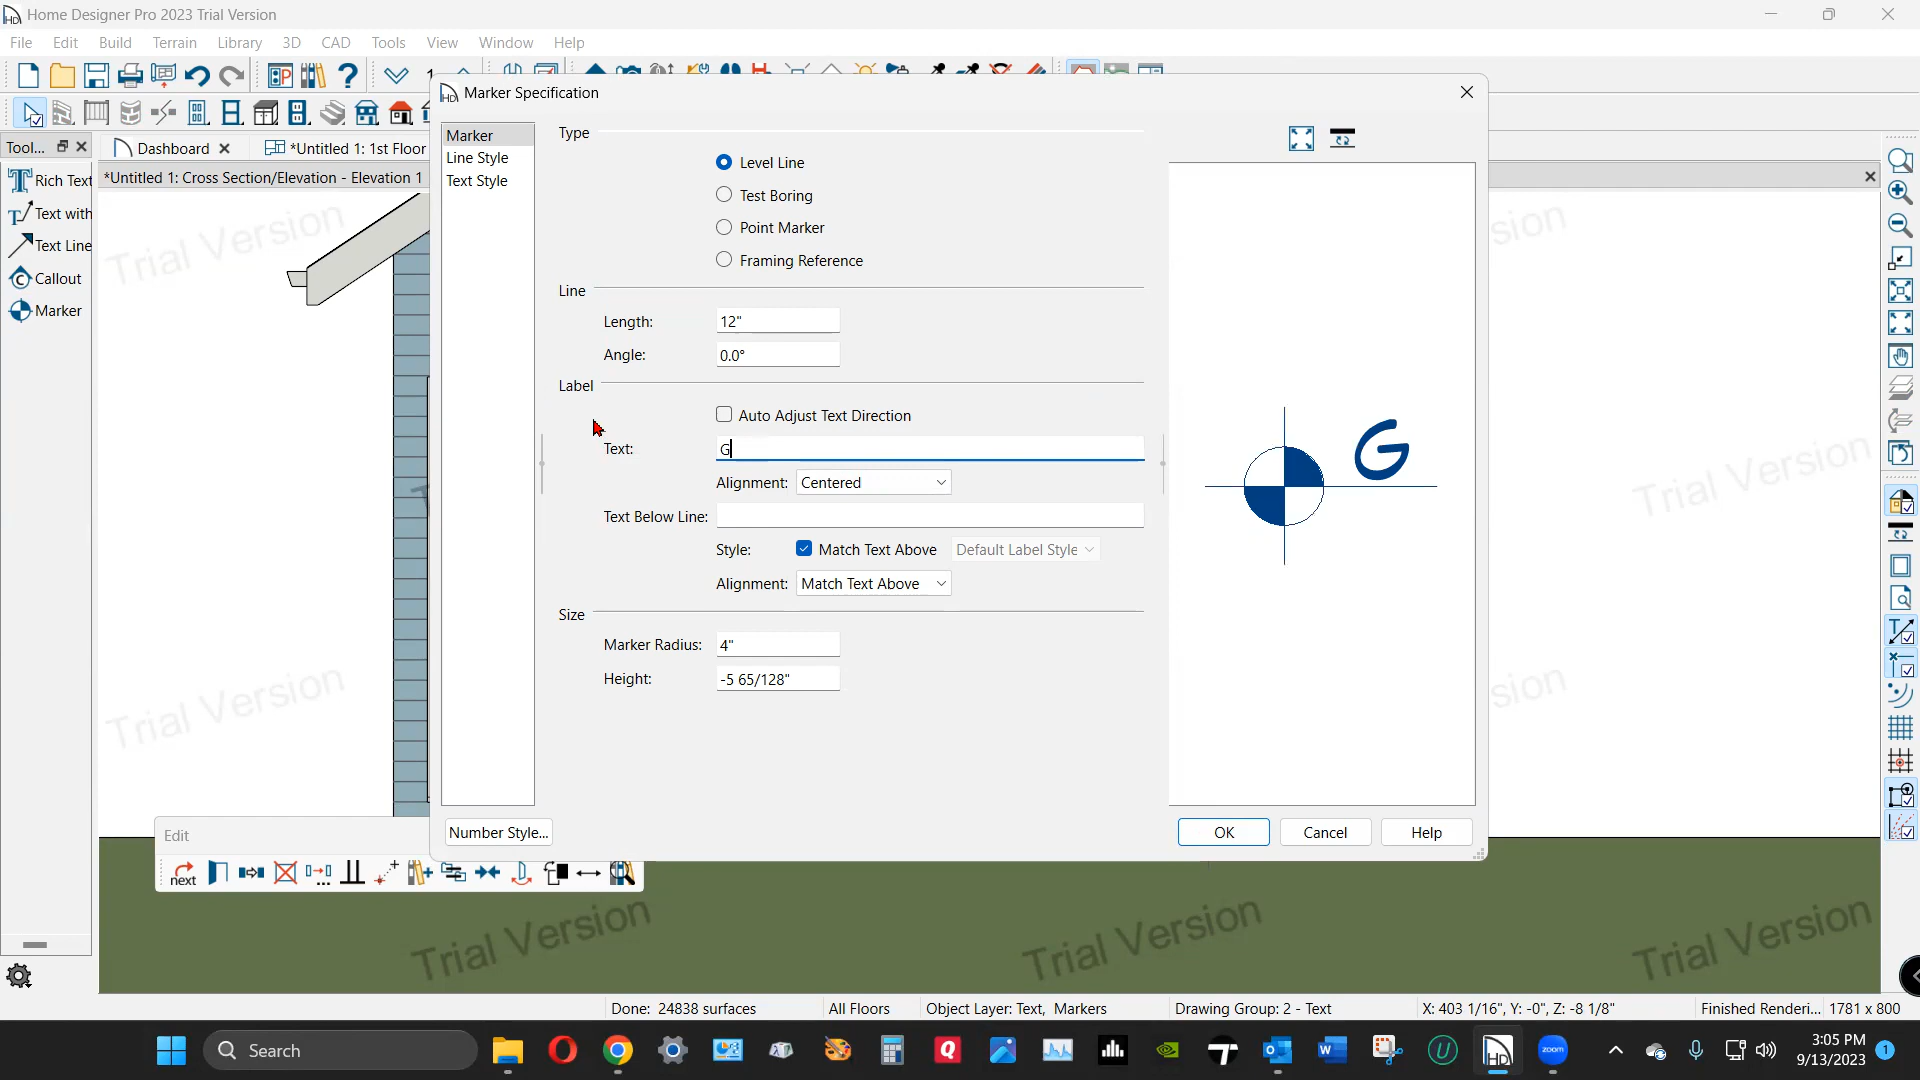 Home Designer Pro 2023 Trial Version
File Edit Build Terrain Library 3D CAD Tools View Window Help
Marker Specification
Tool...
Dashboard
*Untitled 1: 1st Floor
*Untitled 1: Cross Section/Elevation - Elevation 1
Rich Text
Text with
Text Line
Callout
Marker
Marker
Line Style
Text Style
Type
Level Line
Test Boring
Point Marker
Framing Reference
Line
Length: 12"
Angle: 0.0°
Label
Auto Adjust Text Direction
Text: G
Alignment: Centered
Text Below Line:
Style: Match Text Above Default Label Style
Alignment: Match Text Above
Size
Marker Radius: 4"
Height: -5 65/128"
G
Number Style...
OK Cancel Help
Edit
next
Trial Version
Trial Version
Trial Version
Trial Version
Trial Version
Trial Version
sion
sion
Done: 24838 surfaces All Floors Object Layer: Text, Markers Drawing Group: 2 - Text X: 403 1/16", Y: -0", Z: -8 1/8" Finished Renderi... 1781 x 800
Search
zoom
3:05 PM
9/13/2023
1